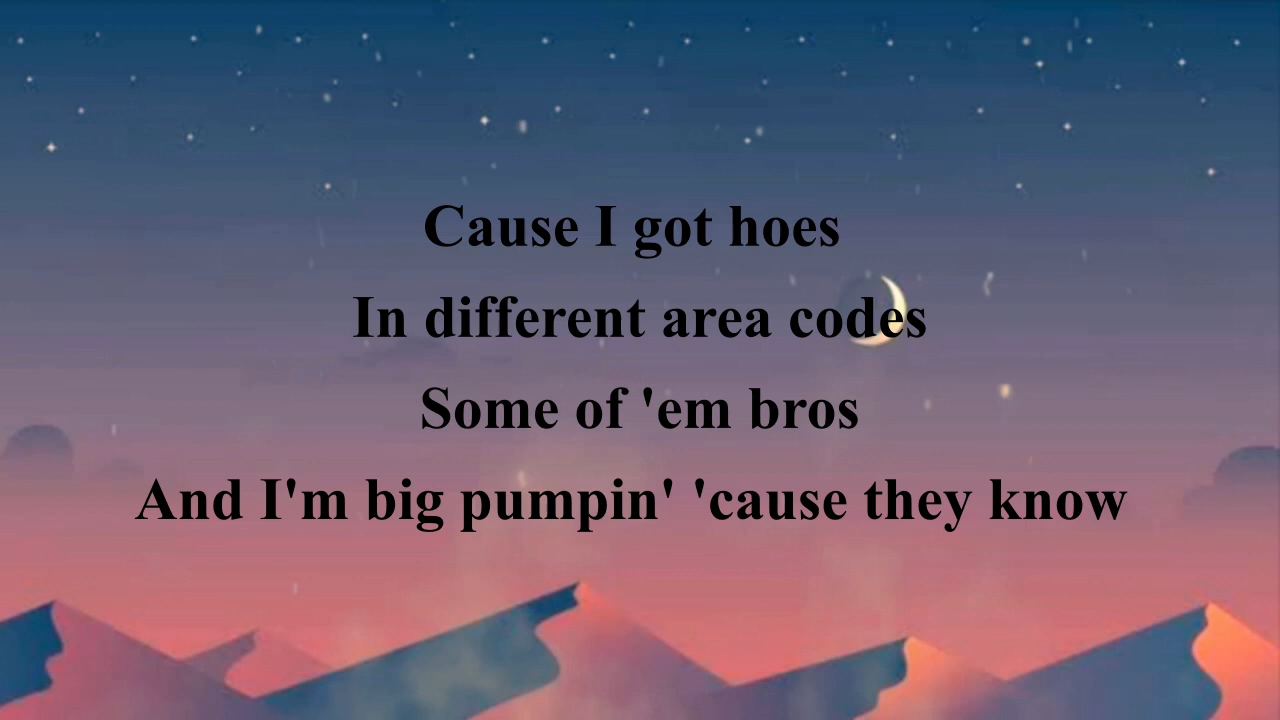 Cause I got hoes
In different area codes
Some of 'em bros
And I'm big pumpin' 'cause they know